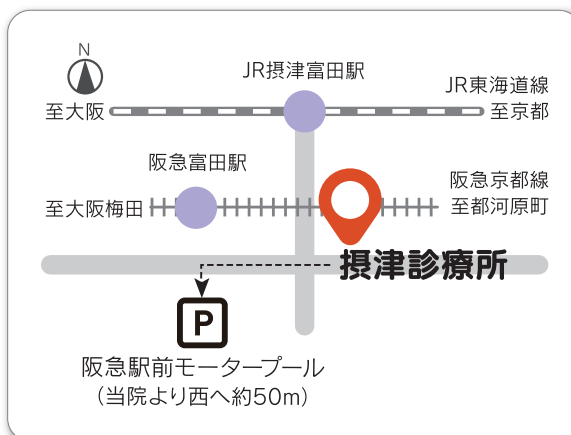 N
JR摂津富田駅
JR東海道線
至大阪
至京都
阪急富田駅
阪急京都線
至大阪梅田
至都河原町
摂津診療所
P
阪急駅前モータープール
（当院より西へ約50m）